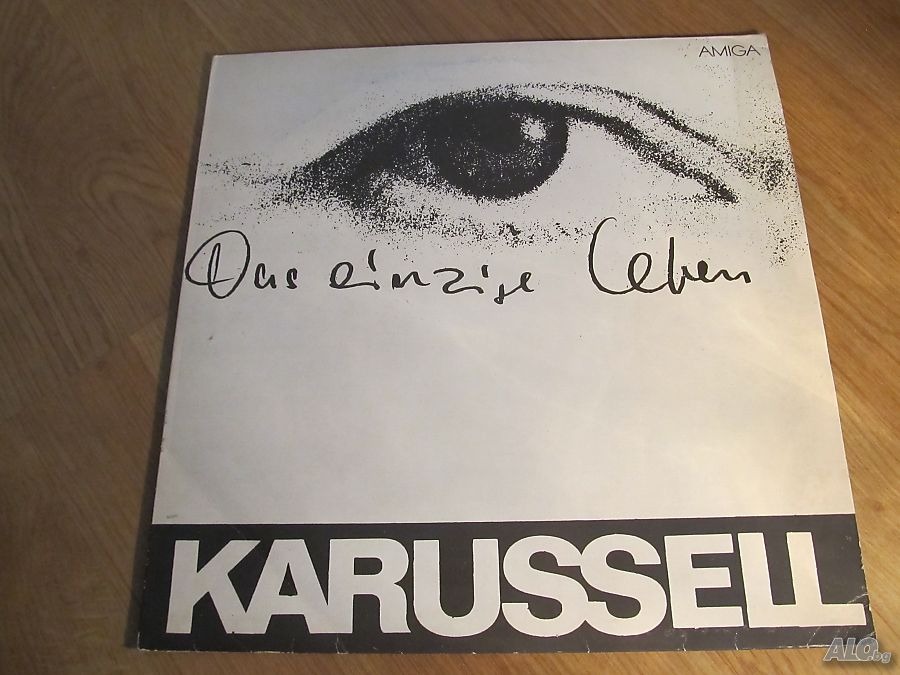 AMIGA
Das einzige Leben
KARUSSELL
ALO.bg